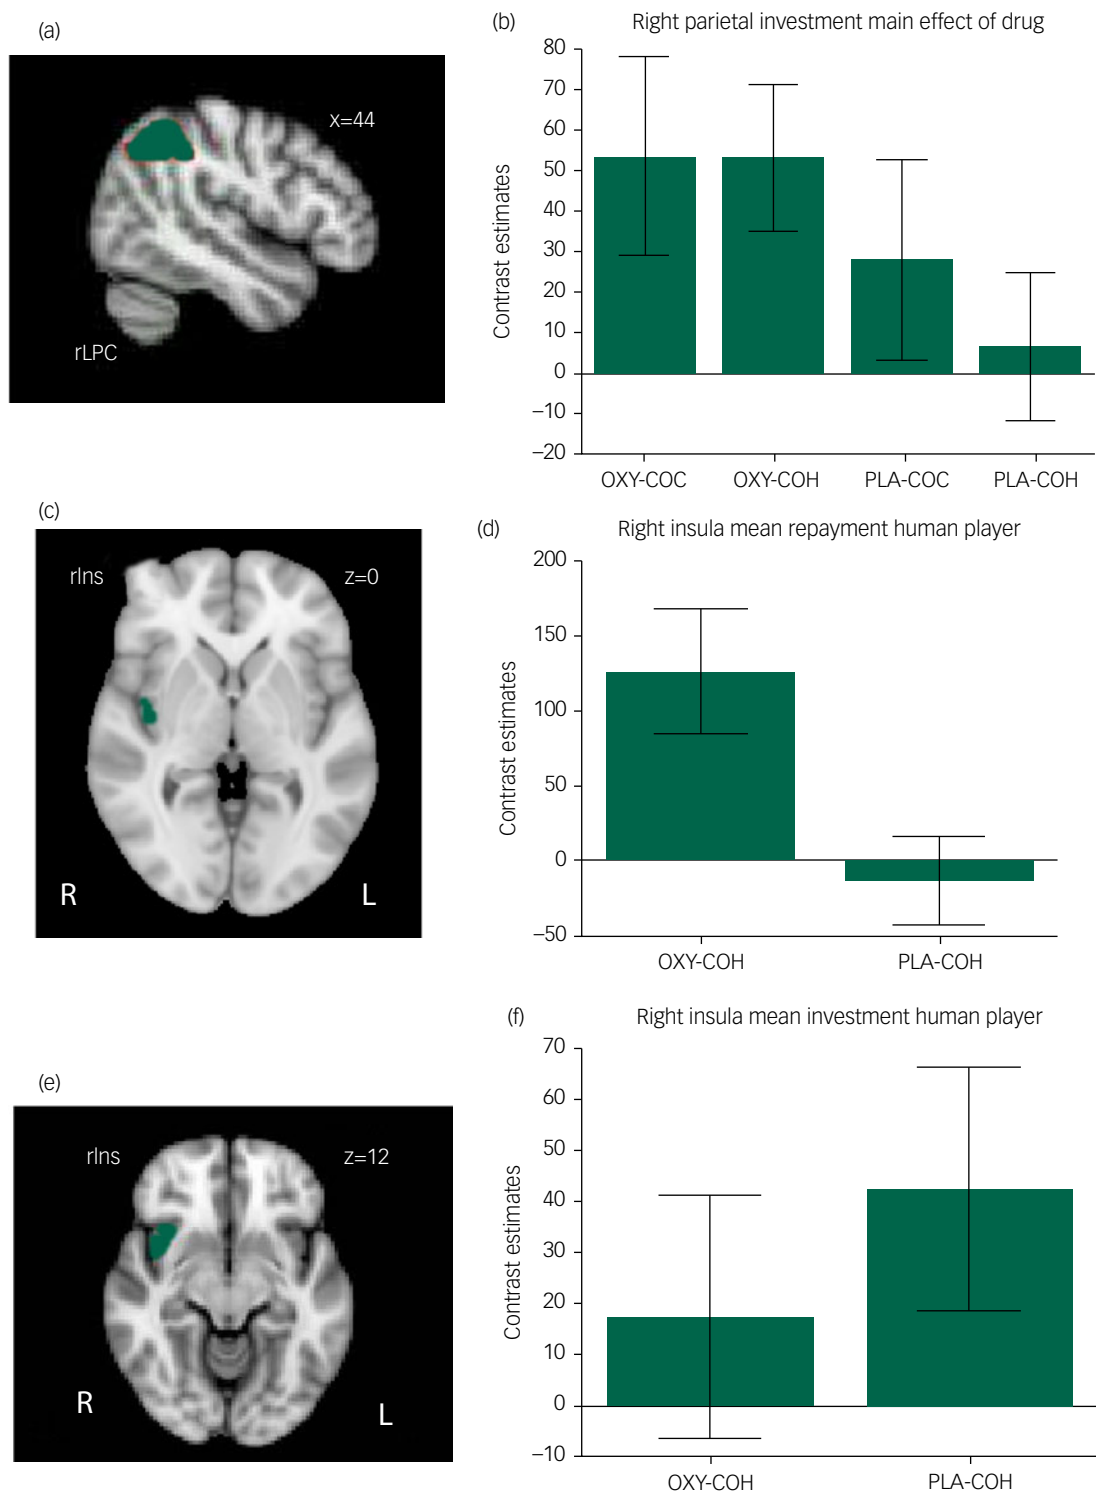 (a)
x=44
rLPC
(b)
Right parietal investment main effect of drug
Contrast estimates
80
70
60
50
40
30
20
10
0
–10
–20
OXY-COC OXY-COH PLA-COC PLA-COH
(c)
rIns z=0
R L
(d)
Right insula mean repayment human player
Contrast estimates
200
150
100
50
0
–50
OXY-COH PLA-COH
(e)
rIns z=12
R L
(f)
Right insula mean investment human player
Contrast estimates
70
60
50
40
30
20
10
0
–10
OXY-COH PLA-COH